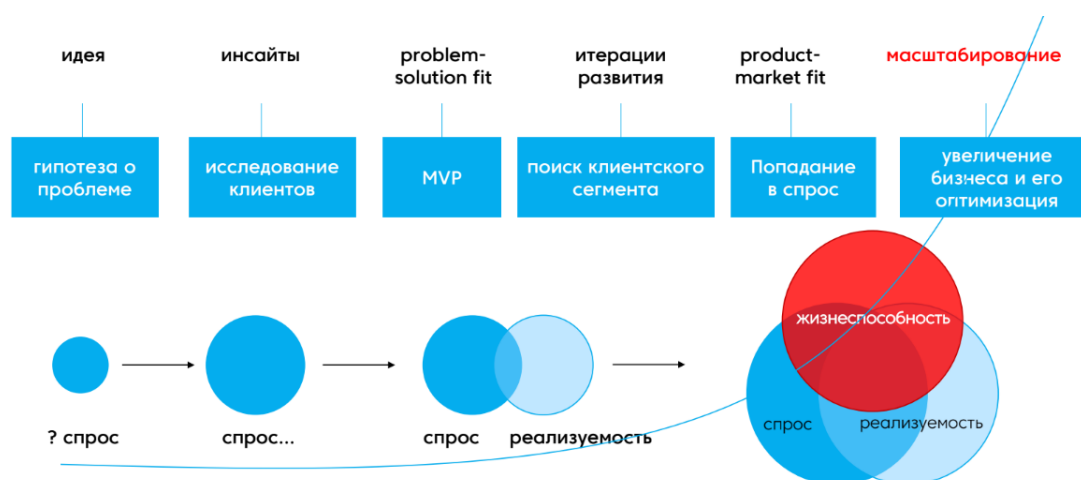 идея
инсайты
problem-
solution fit
итерации
развития
product-
market fit
масштабирование
гипотеза о
проблеме
исследование
клиентов
MVP
поиск клиентского
сегмента
Попадание
в спрос
увеличение
бизнеса и его
оптимизация
жизнеспособность
спрос
реализуемость
? спрос
спрос...
спрос
реализуемость